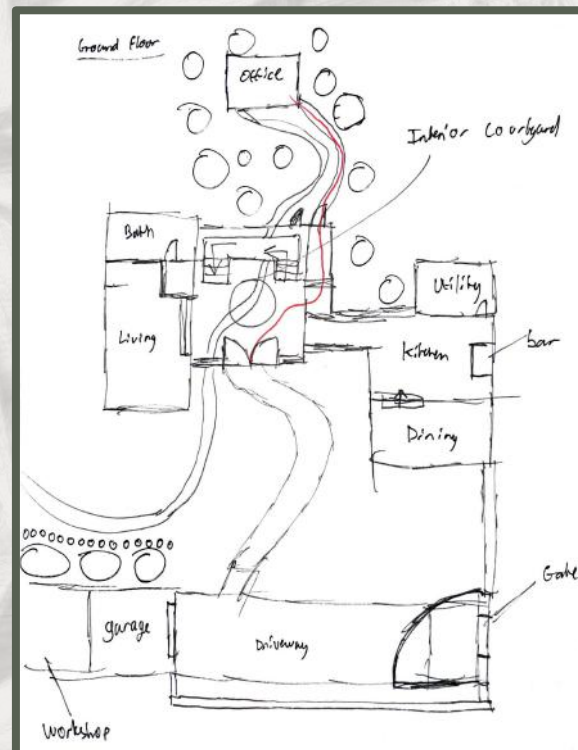 Ground Floor
Office
Interior Courtyard
Bath
Utility
Living
Kitchen
bar
Dining
Gate
garage
Driveway
Workshop